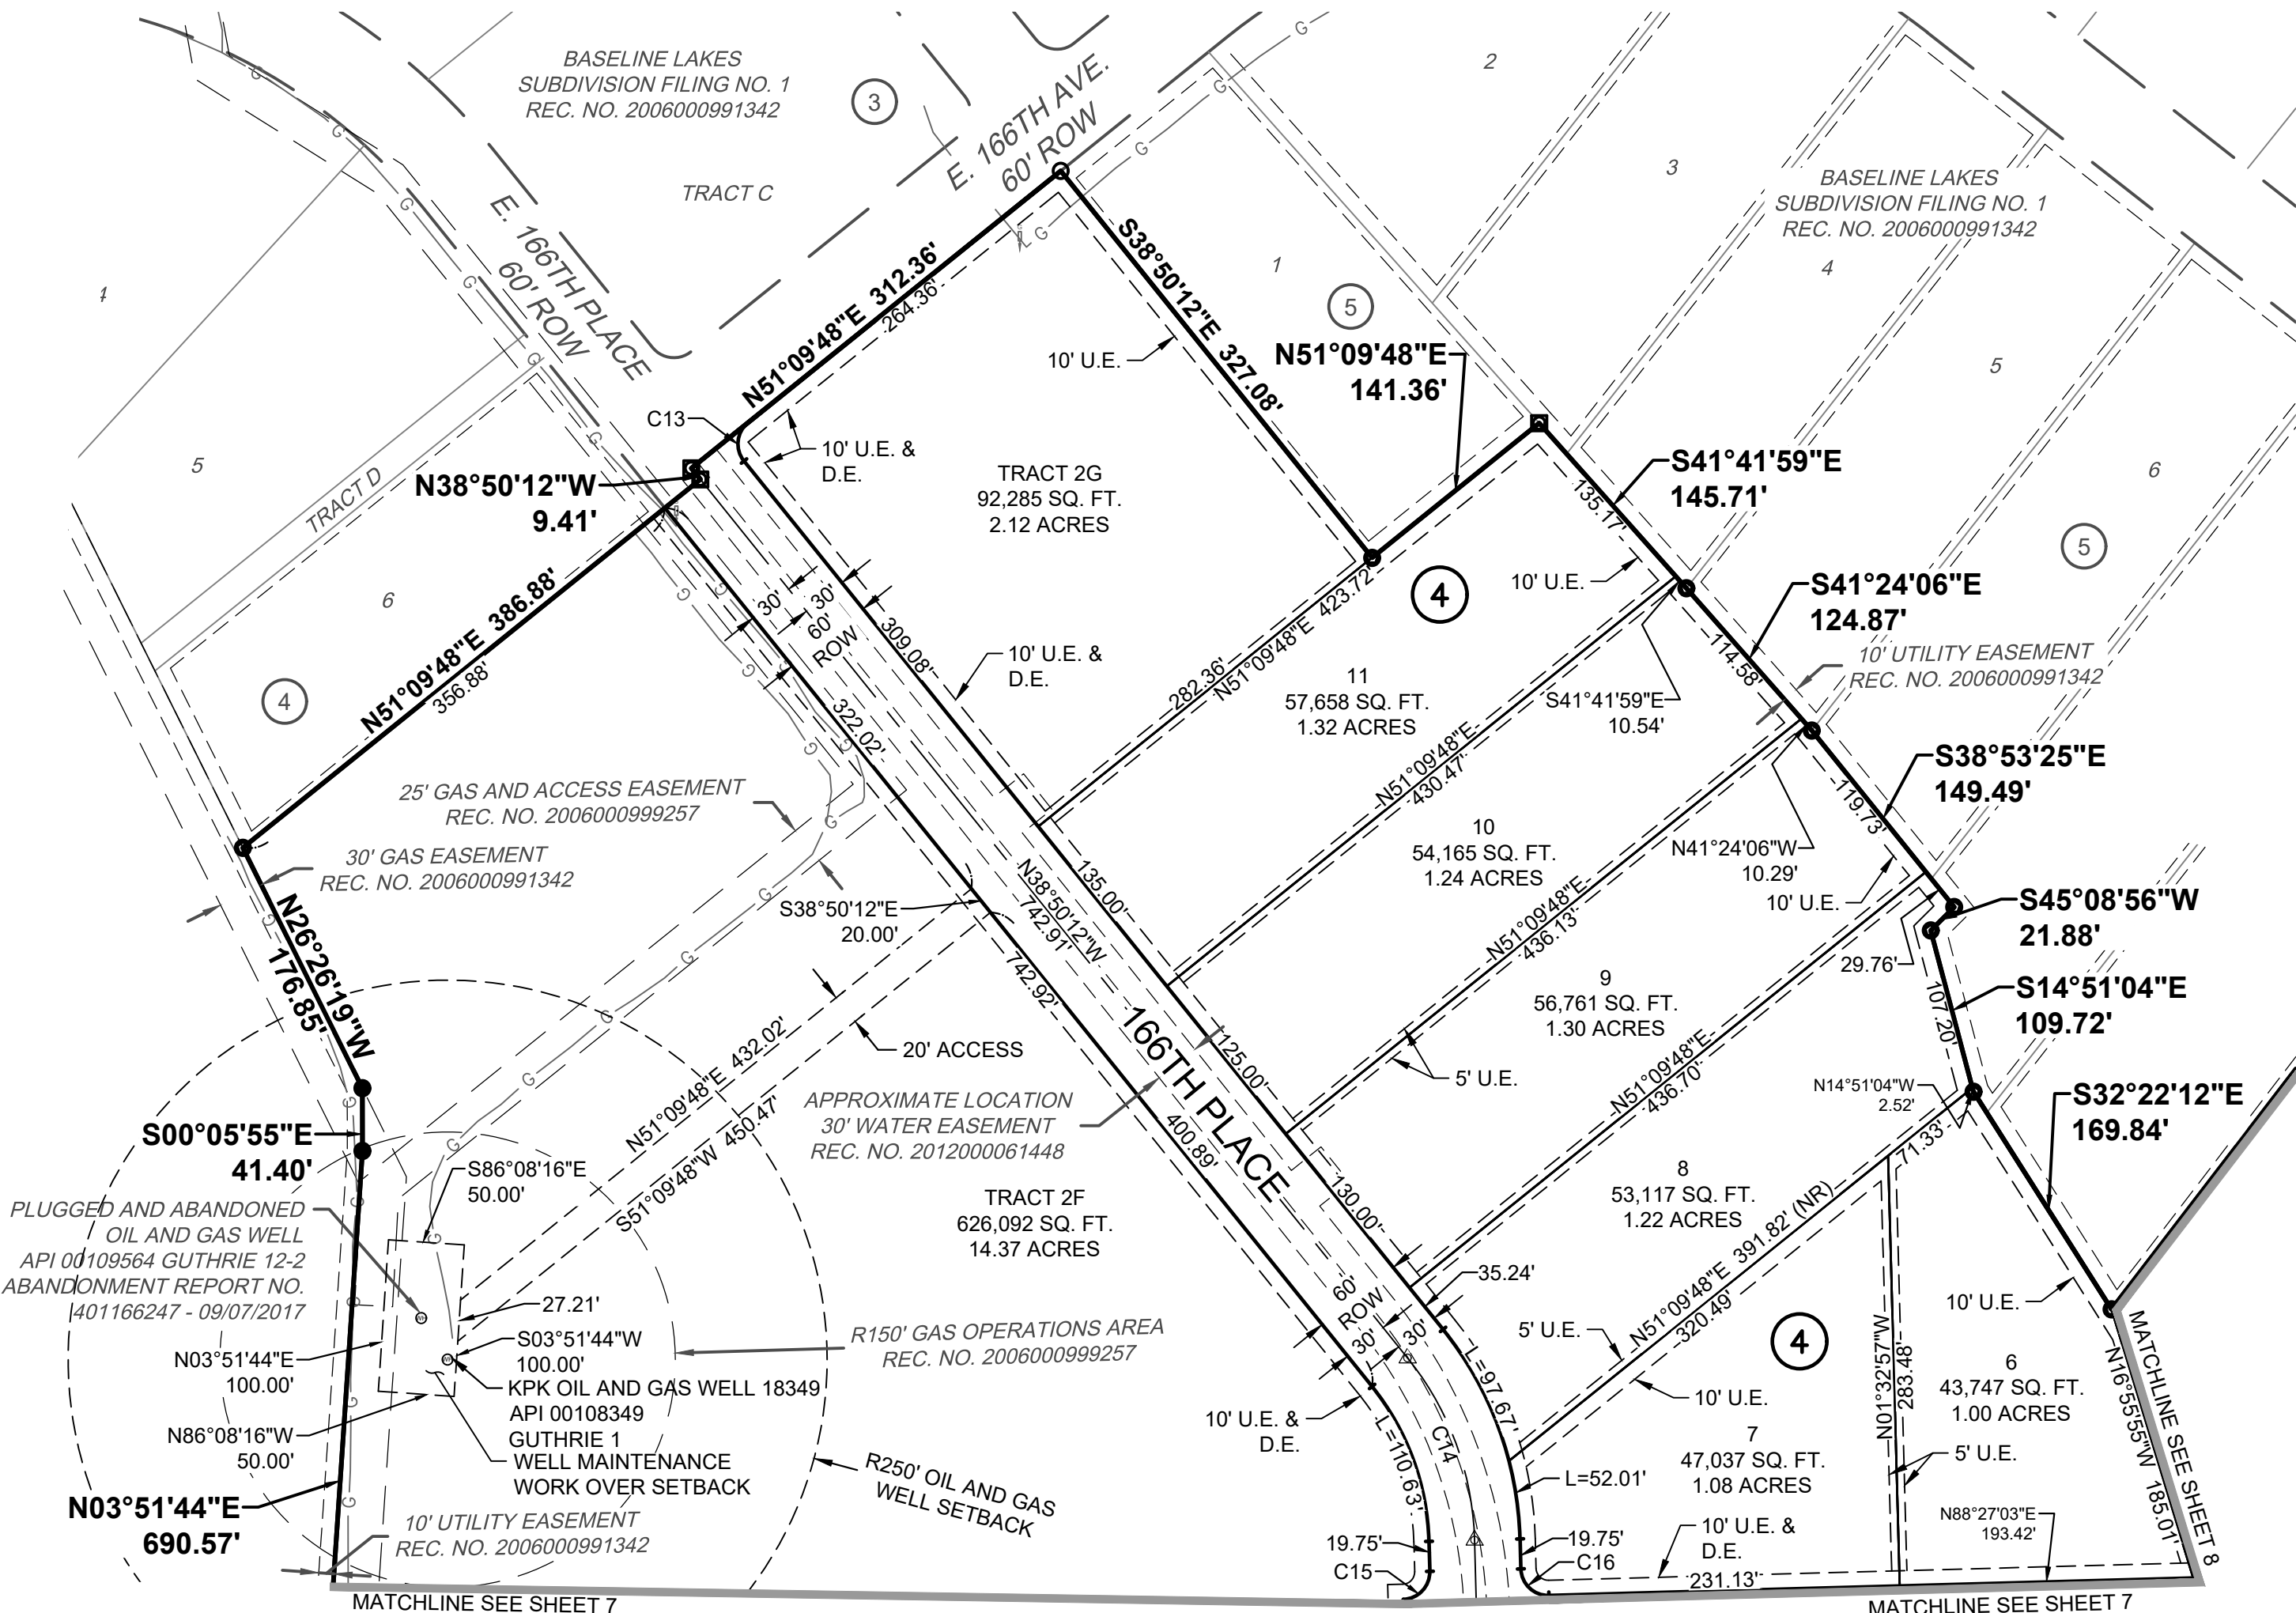 BASELINE LAKES
SUBDIVISION FILING NO. 1
REC. NO. 2006000991342
3
TRACT C
E. 166TH AVE.
60' ROW
E. 166TH PLACE
60' ROW
2
3
BASELINE LAKES
SUBDIVISION FILING NO. 1
REC. NO. 2006000991342
1
4
5
5
6
5
4
5
TRACT D
6
4
N51°09'48"E 312.36'
264.36'
S38°50'12"E 327.08'
10' U.E.
N51°09'48"E
141.36'
C13
10' U.E. &
D.E.
N38°50'12"W
9.41'
TRACT 2G
92,285 SQ. FT.
2.12 ACRES
S41°41'59"E
145.71'
135.17'
10' U.E.
4
S41°24'06"E
124.87'
114.58'
10' UTILITY EASEMENT
REC. NO. 2006000991342
N51°09'48"E 386.88'
356.88'
30'
30'
60'
ROW
309.08'
10' U.E. &
D.E.
322.02'
282.36'
N51°09'48"E 423.72'
11
57,658 SQ. FT.
1.32 ACRES
S41°41'59"E
10.54'
N51°09'48"E
430.47'
S38°53'25"E
149.49'
119.73'
25' GAS AND ACCESS EASEMENT
REC. NO. 2006000999257
30' GAS EASEMENT
REC. NO. 2006000991342
10
54,165 SQ. FT.
1.24 ACRES
N41°24'06"W
10.29'
10' U.E.
N26°26'19"W
176.85'
S38°50'12"E
20.00'
N38°50'12"W
742.91'
742.92'
135.00'
N51°09'48"E
436.13'
S45°08'56"W
21.88'
29.76'
9
56,761 SQ. FT.
1.30 ACRES
S14°51'04"E
109.72'
107.20'
20' ACCESS
166TH PLACE
125.00'
5' U.E.
N51°09'48"E
436.70'
N14°51'04"W
2.52'
S32°22'12"E
169.84'
S00°05'55"E
41.40'
N51°09'48"E 432.02'
S51°09'48"W 450.47'
APPROXIMATE LOCATION
30' WATER EASEMENT
REC. NO. 2012000061448
400.89'
71.33'
S86°08'16"E
50.00'
TRACT 2F
626,092 SQ. FT.
14.37 ACRES
130.00'
8
53,117 SQ. FT.
1.22 ACRES
PLUGGED AND ABANDONED
OIL AND GAS WELL
API 00109564 GUTHRIE 12-2
ABANDONMENT REPORT NO.
401166247 - 09/07/2017
27.21'
S03°51'44"W
100.00'
N03°51'44"E
100.00'
KPK OIL AND GAS WELL 18349
API 00108349
GUTHRIE 1
WELL MAINTENANCE
WORK OVER SETBACK
N86°08'16"W
50.00'
R150' GAS OPERATIONS AREA
REC. NO. 2006000999257
60'
ROW
30'
30'
35.24'
N51°09'48"E 391.82' (NR)
320.49'
5' U.E.
4
10' U.E.
10' U.E.
L=97.67'
N01°32'57"W
283.48'
6
43,747 SQ. FT.
1.00 ACRES
MATCHLINE SEE SHEET 8
N16°55'55"W 185.01'
10' U.E. &
D.E.
L=110.63'
C14
7
47,037 SQ. FT.
1.08 ACRES
5' U.E.
L=52.01'
R250' OIL AND GAS
WELL SETBACK
N03°51'44"E
690.57'
10' UTILITY EASEMENT
REC. NO. 2006000991342
19.75'
C15
19.75'
C16
10' U.E. &
D.E.
231.13'
N88°27'03"E
193.42'
MATCHLINE SEE SHEET 7
MATCHLINE SEE SHEET 7